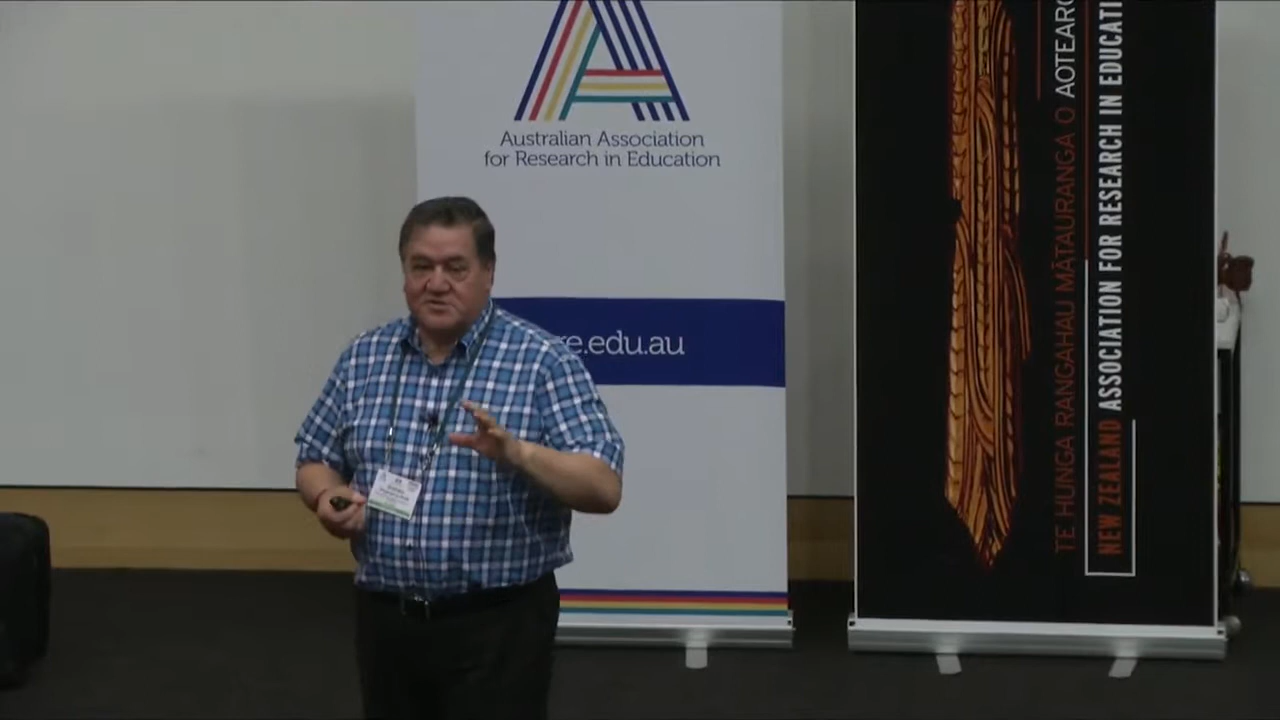 Australian Association
for Research in Education
re.edu.au
TE HUNGA RANGAHAU MĀTAURANGA O AOTEARO
NEW ZEALAND ASSOCIATION FOR RESEARCH IN EDUCATI